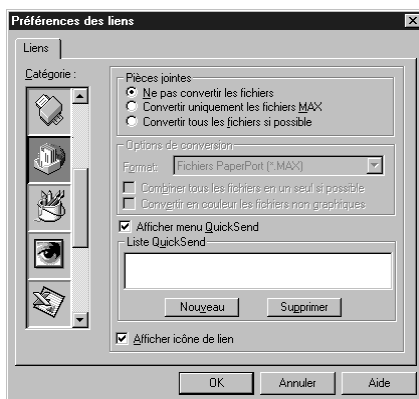 Préférences des liens
Liens
Catégorie :
Pièces jointes
Ne pas convertir les fichiers
Convertir uniquement les fichiers MAX
Convertir tous les fichiers si possible
Options de conversion
Format: Fichiers PaperPort (*.MAX)
Combiner tous les fichiers en un seul si possible
Convertir en couleur les fichiers non graphiques
Afficher menu QuickSend
Liste QuickSend
Nouveau Supprimer
Afficher icône de lien
OK Annuler Aide